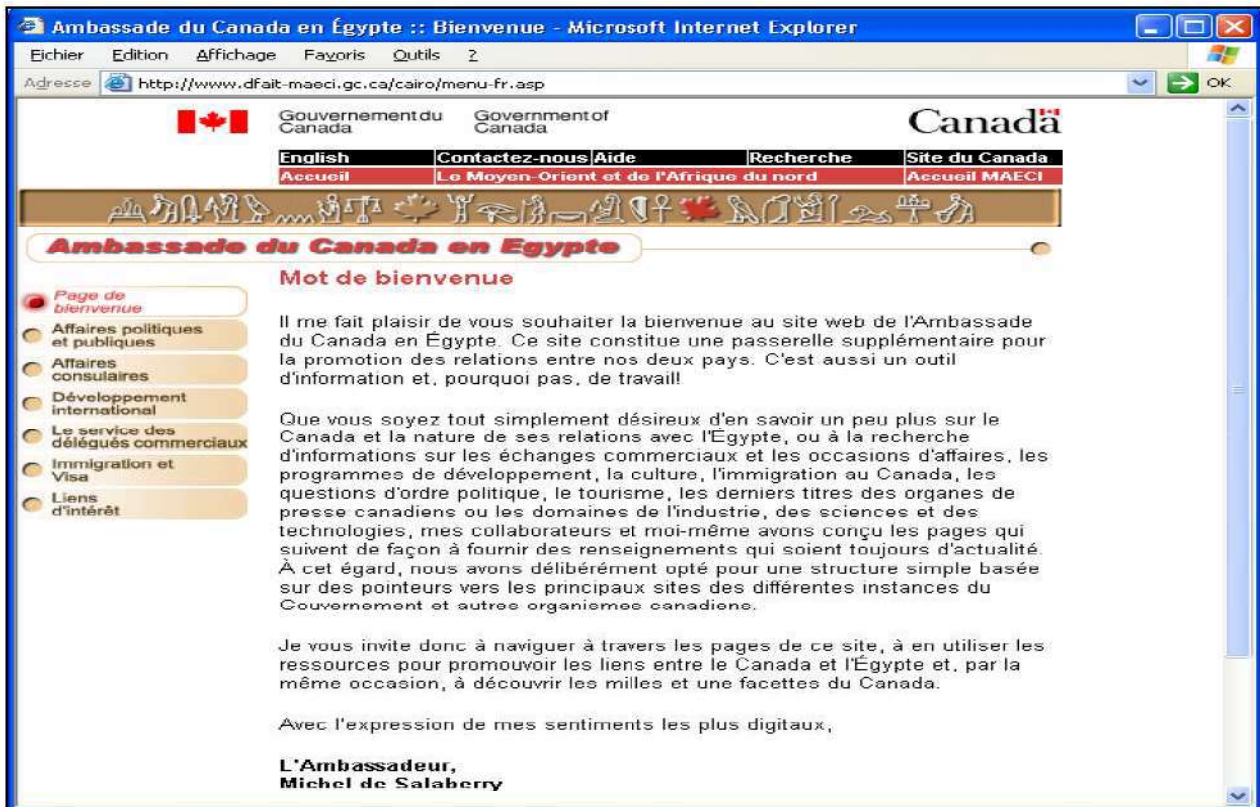 Ambassade du Canada en Égypte :: Bienvenue - Microsoft Internet Explorer
Fichier Edition Affichage Favoris Outils ?
Adresse http://www.dfait-maeci.gc.ca/cairo/menu-fr.asp OK
Gouvernement du Government of
Canada Canada
Canada
English Contactez-nous Aide Recherche Site du Canada
Accueil Le Moyen-Orient et de l'Afrique du nord Accueil MAECI
Ambassade du Canada en Egypte
Page de
bienvenue
Affaires politiques
et publiques
Affaires
consulaires
Développement
international
Le service des
délégués commerciaux
Immigration et
Visa
Liens
d'intérêt
Mot de bienvenue
Il me fait plaisir de vous souhaiter la bienvenue au site web de l'Ambassade
du Canada en Égypte. Ce site constitue une passerelle supplémentaire pour
la promotion des relations entre nos deux pays. C'est aussi un outil
d'information et, pourquoi pas, de travail!
Que vous soyez tout simplement désireux d'en savoir un peu plus sur le
Canada et la nature de ses relations avec l'Égypte, ou à la recherche
d'informations sur les échanges commerciaux et les occasions d'affaires, les
programmes de développement, la culture, l'immigration au Canada, les
questions d'ordre politique, le tourisme, les derniers titres des organes de
presse canadiens ou les domaines de l'industrie, des sciences et des
technologies, mes collaborateurs et moi-même avons conçu les pages qui
suivent de façon à fournir des renseignements qui soient toujours d'actualité.
À cet égard, nous avons délibérément opté pour une structure simple basée
sur des pointeurs vers les principaux sites des différentes instances du
Gouvernement et autres organismes canadiens.
Je vous invite donc à naviguer à travers les pages de ce site, à en utiliser les
ressources pour promouvoir les liens entre le Canada et l'Égypte et, par la
même occasion, à découvrir les milles et une facettes du Canada.
Avec l'expression de mes sentiments les plus digitaux,
L'Ambassadeur,
Michel de Salaberry